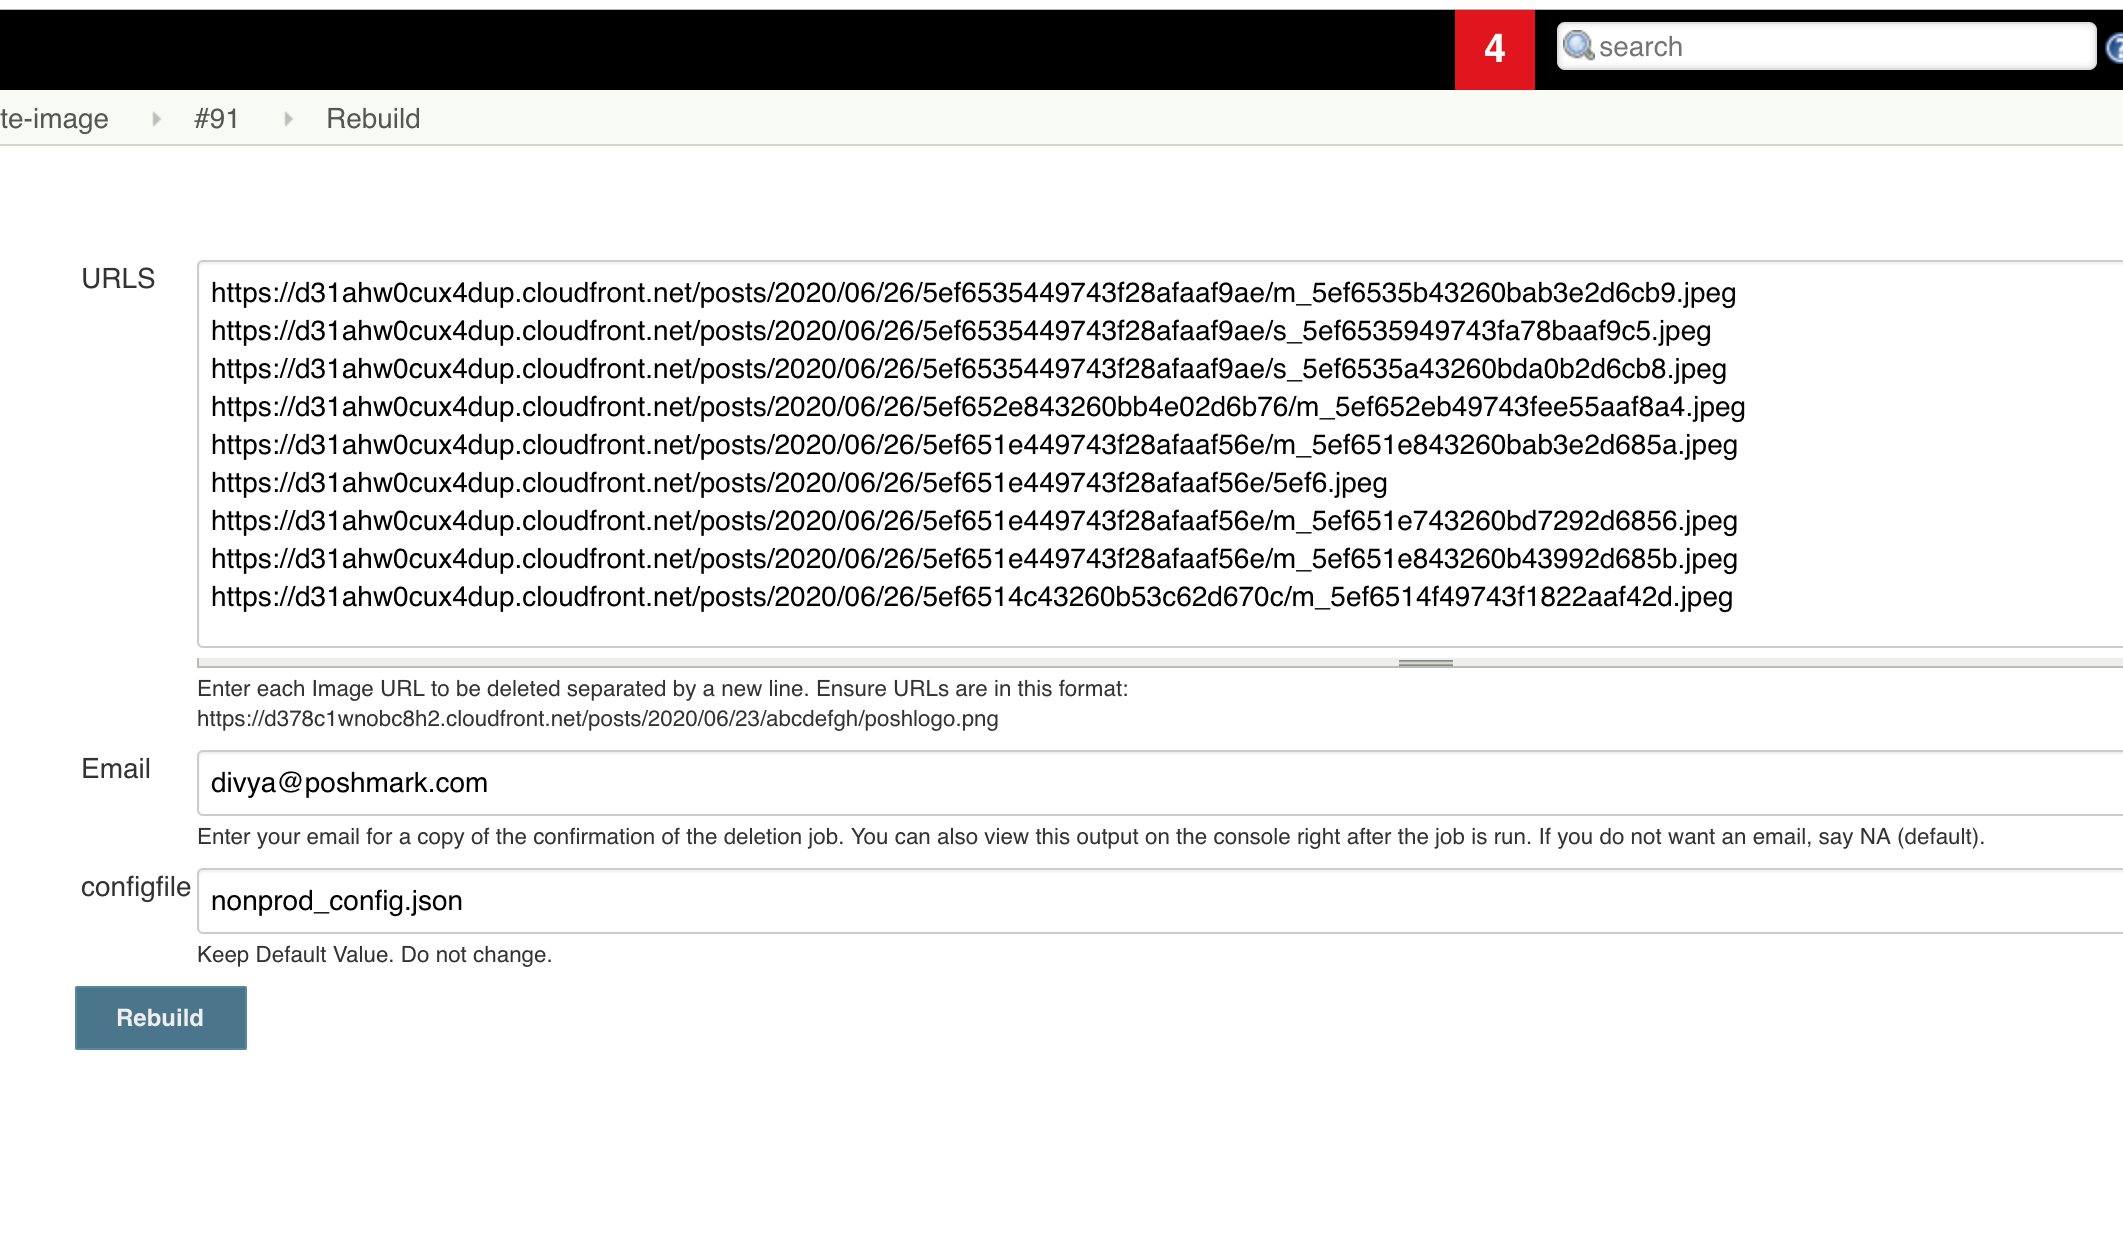 4
search
te-image
#91
Rebuild
URLS
https://d31ahw0cux4dup.cloudfront.net/posts/2020/06/26/5ef6535449743f28afaaf9ae/m_5ef6535b43260bab3e2d6cb9.jpeg
https://d31ahw0cux4dup.cloudfront.net/posts/2020/06/26/5ef6535449743f28afaaf9ae/s_5ef6535949743fa78baaf9c5.jpeg
https://d31ahw0cux4dup.cloudfront.net/posts/2020/06/26/5ef6535449743f28afaaf9ae/s_5ef6535a43260bda0b2d6cb8.jpeg
https://d31ahw0cux4dup.cloudfront.net/posts/2020/06/26/5ef652e843260bb4e02d6b76/m_5ef652eb49743fee55aaf8a4.jpeg
https://d31ahw0cux4dup.cloudfront.net/posts/2020/06/26/5ef651e449743f28afaaf56e/m_5ef651e843260bab3e2d685a.jpeg
https://d31ahw0cux4dup.cloudfront.net/posts/2020/06/26/5ef651e449743f28afaaf56e/5ef6.jpeg
https://d31ahw0cux4dup.cloudfront.net/posts/2020/06/26/5ef651e449743f28afaaf56e/m_5ef651e743260bd7292d6856.jpeg
https://d31ahw0cux4dup.cloudfront.net/posts/2020/06/26/5ef651e449743f28afaaf56e/m_5ef651e843260b43992d685b.jpeg
https://d31ahw0cux4dup.cloudfront.net/posts/2020/06/26/5ef6514c43260b53c62d670c/m_5ef6514f49743f1822aaf42d.jpeg
Enter each Image URL to be deleted separated by a new line. Ensure URLs are in this format:
https://d378c1wnobc8h2.cloudfront.net/posts/2020/06/23/abcdefgh/poshlogo.png
Email
divya@poshmark.com
Enter your email for a copy of the confirmation of the deletion job. You can also view this output on the console right after the job is run. If you do not want an email, say NA (default).
configfile
nonprod_config.json
Keep Default Value. Do not change.
Rebuild